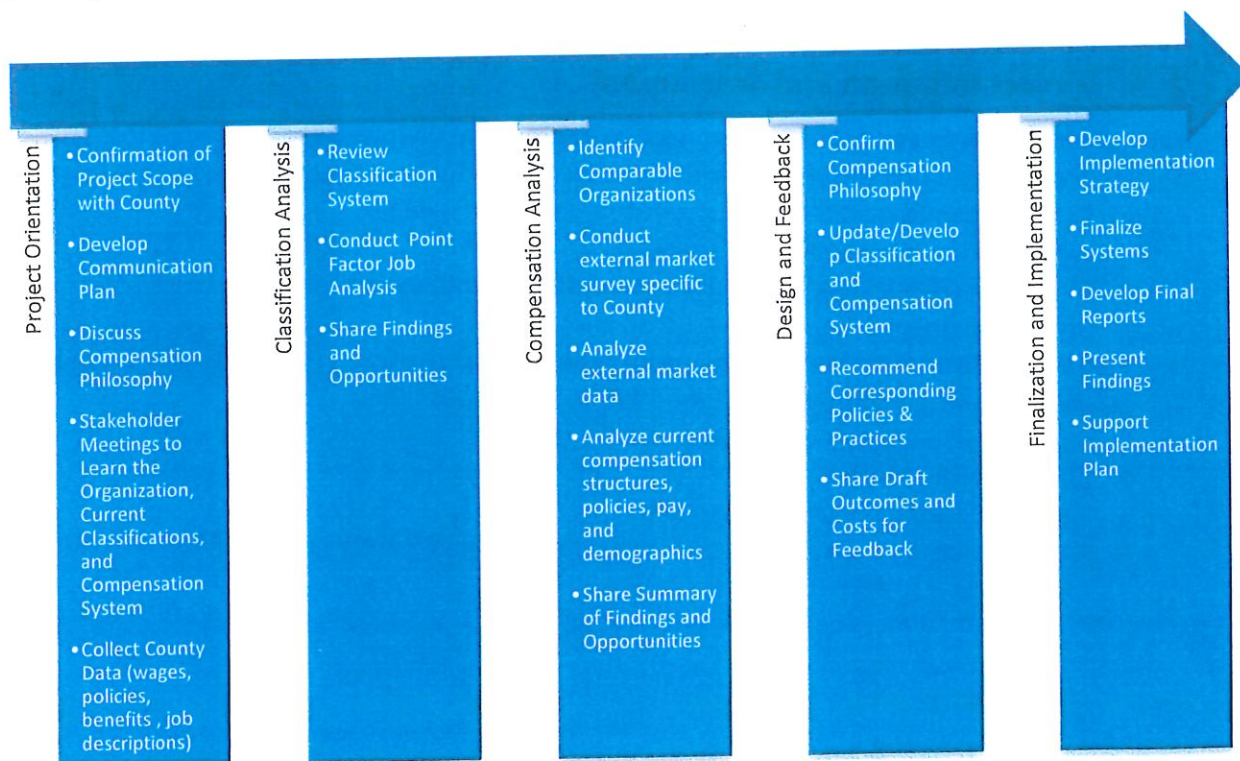 Project Orientation
• Confirmation of
Project Scope
with County
• Develop
Communication
Plan
• Discuss
Compensation
Philosophy
• Stakeholder
Meetings to
Learn the
Organization,
Current
Classifications,
and
Compensation
System
• Collect County
Data (wages,
policies,
benefits , job
descriptions)
Classification Analysis
• Review
Classification
System
• Conduct Point
Factor Job
Analysis
• Share Findings
and
Opportunities
Compensation Analysis
• Identify
Comparable
Organizations
• Conduct
external market
survey specific
to County
• Analyze
external market
data
• Analyze current
compensation
structures,
policies, pay,
and
demographics
• Share Summary
of Findings and
Opportunities
Design and Feedback
• Confirm
Compensation
Philosophy
• Update/Develo
p Classification
and
Compensation
System
• Recommend
Corresponding
Policies &
Practices
• Share Draft
Outcomes and
Costs for
Feedback
Finalization and Implementation
• Develop
Implementation
Strategy
• Finalize
Systems
• Develop Final
Reports
• Present
Findings
• Support
Implementation
Plan